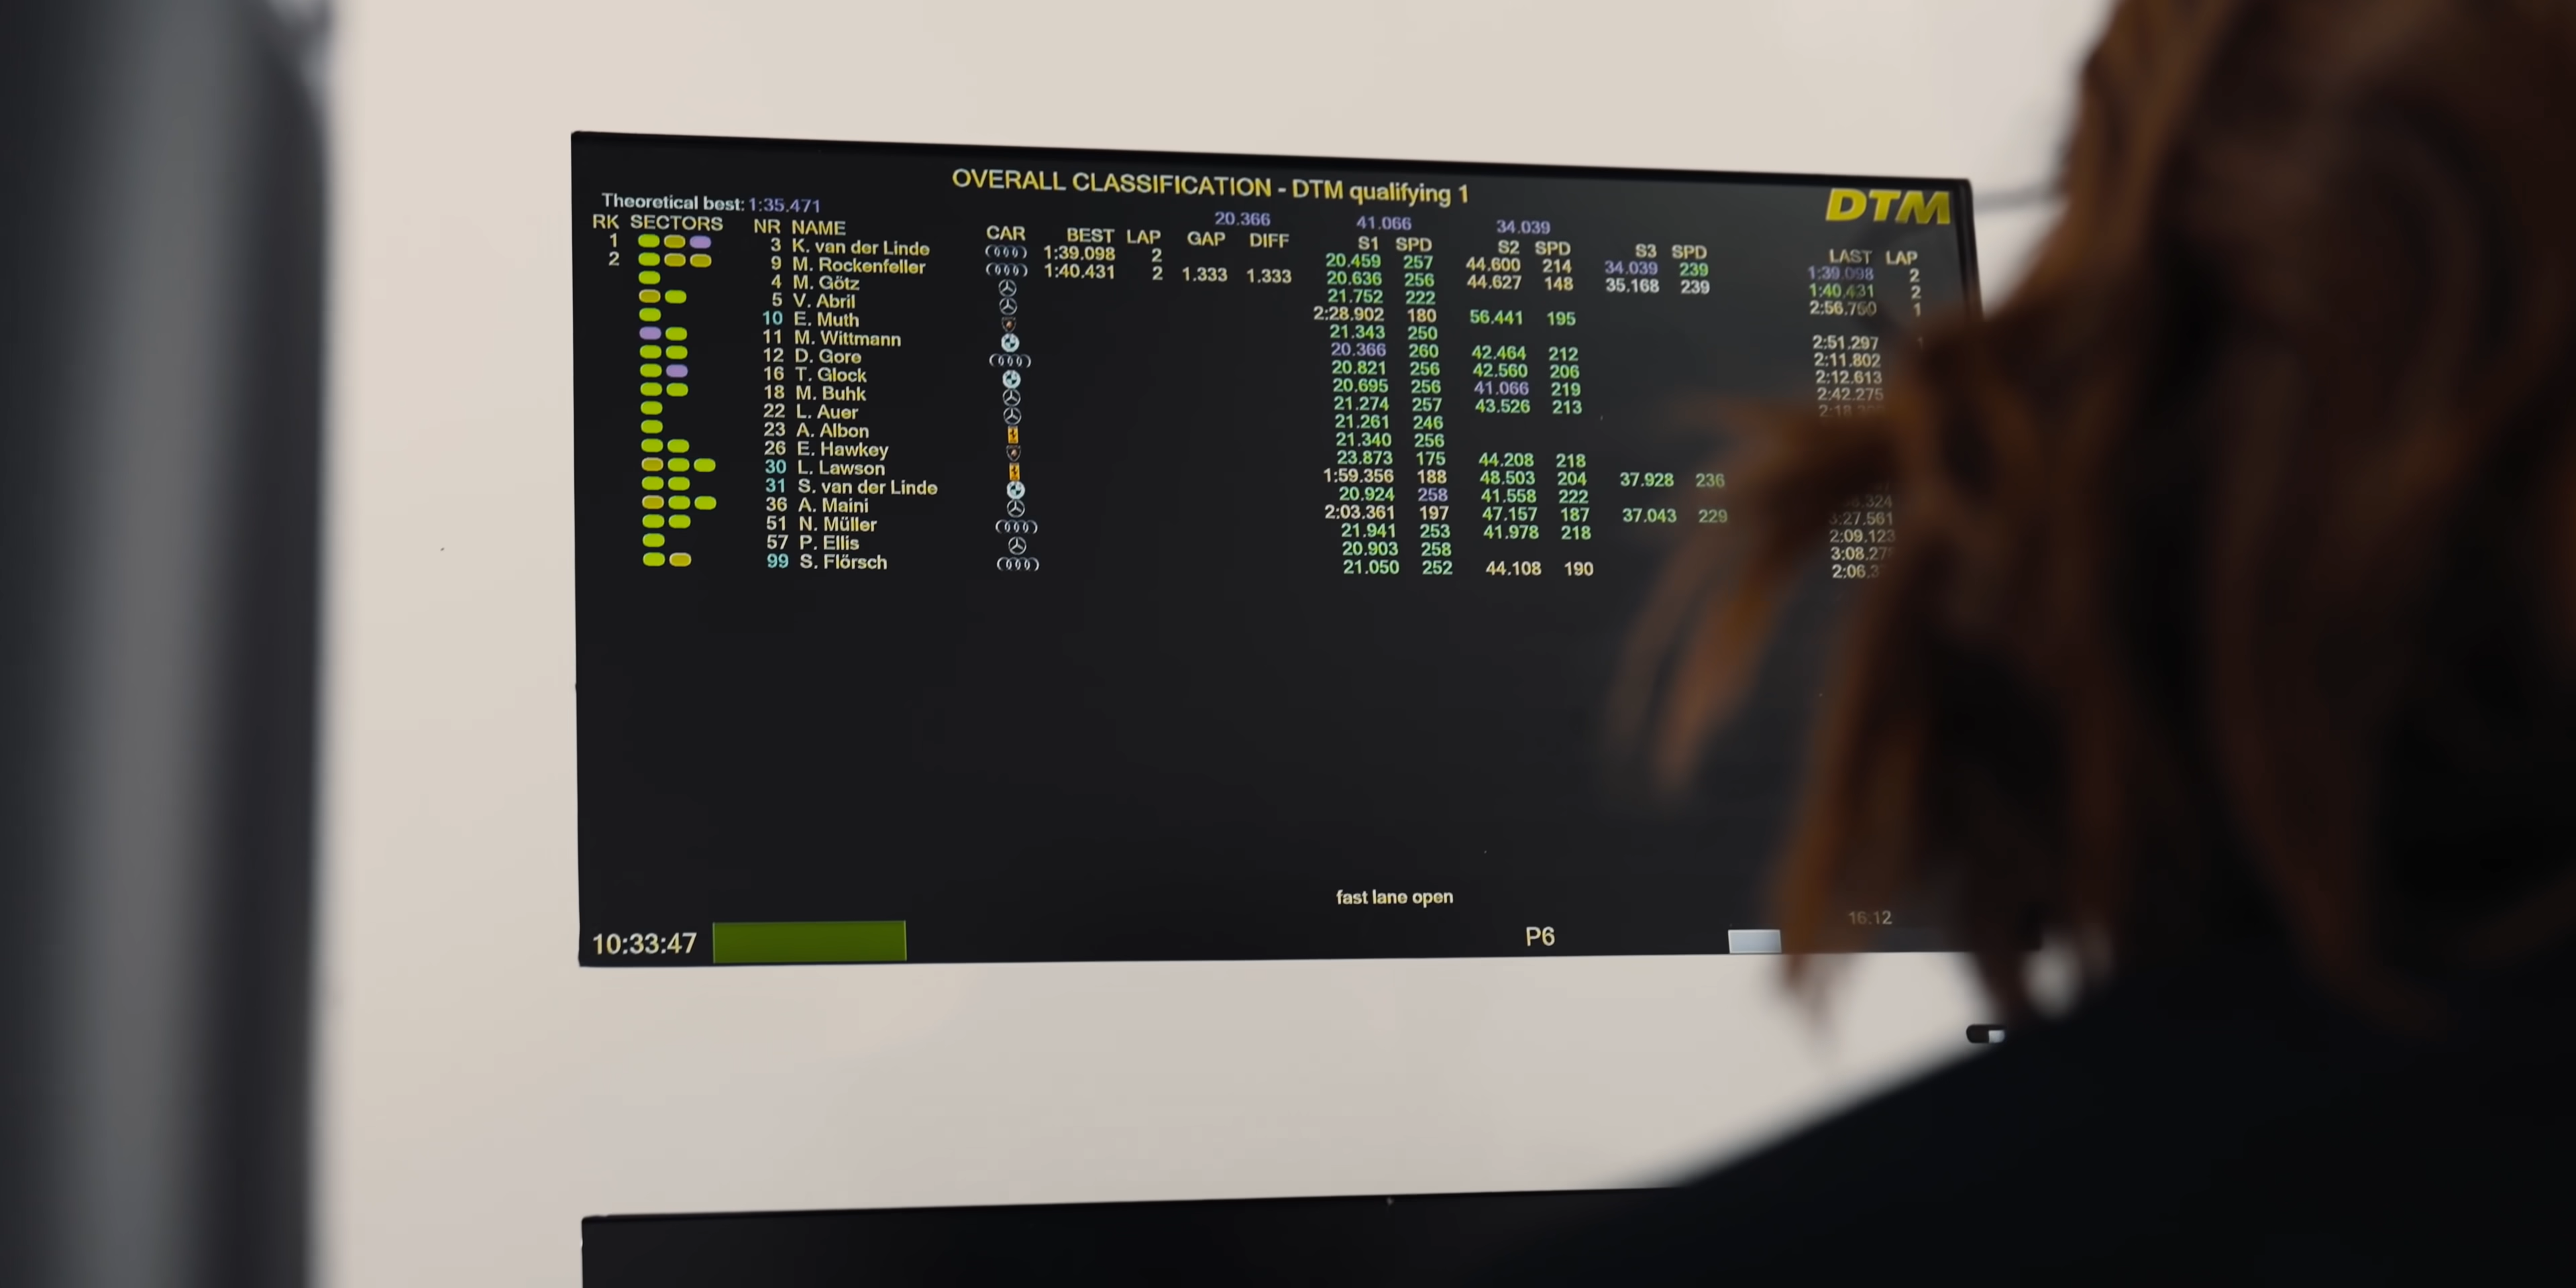 OVERALL CLASSIFICATION - DTM qualifying 1
DTM
Theoretical best: 1:35.471 20.366 41.066 34.039
RK SECTORS NR NAME CAR BEST LAP GAP DIFF S1 SPD S2 SPD S3 SPD LAST LAP
1 3 K. van der Linde 1:39.098 2 20.459 257 44.600 214 34.039 239 1:39.098 2
2 9 M. Rockenfeller 1:40.431 2 1.333 1.333 20.636 256 44.627 148 35.168 239 1:40.431 2
4 M. Götz 21.752 222 2:56.750 1
5 V. Abril 2:28.902 180 56.441 195
10 E. Muth 21.343 250 2:51.297
11 M. Wittmann 20.366 260 42.464 212 2:11.802
12 D. Gore 20.821 256 42.560 206 2:12.613
16 T. Glock 20.695 256 41.066 219 2:42.275
18 M. Buhk 21.274 257 43.526 213
22 L. Auer 21.261 246
23 A. Albon 21.340 256
26 E. Hawkey 23.873 175 44.208 218
30 L. Lawson 1:59.356 188 48.503 204 37.928 236
31 S. van der Linde 20.924 258 41.558 222
36 A. Maini 2:03.361 197 47.157 187 37.043 229 3:27.561
51 N. Müller 21.941 253 41.978 218 2:09.123
57 P. Ellis 20.903 258
99 S. Flörsch 21.050 252 44.108 190
fast lane open
10:33:47 P6 16:12